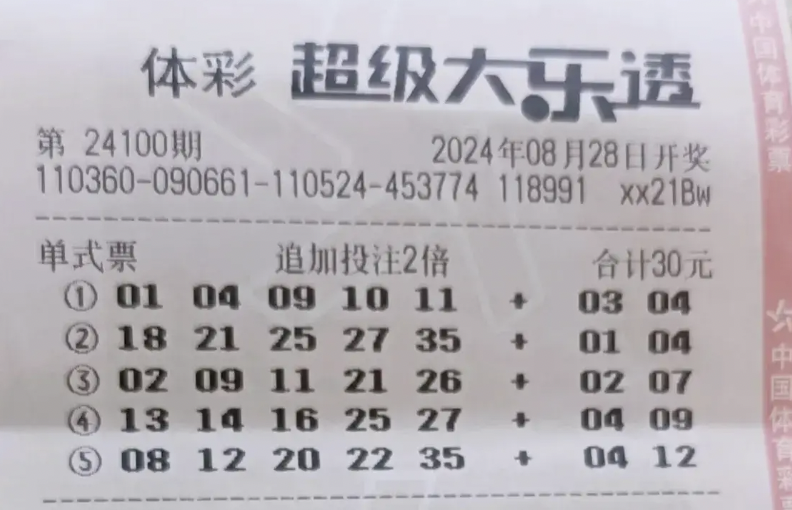 体彩 超级大乐透
第 24100期 2024年08月28日开奖
110360-090661-110524-453774 118991 xx21Bw
单式票 追加投注2倍 合计30元
① 01 04 09 10 11 + 03 04
② 18 21 25 27 35 + 01 04
③ 02 09 11 21 26 + 02 07
④ 13 14 16 25 27 + 04 09
⑤ 08 12 20 22 35 + 04 12
中国体育彩票
中国体育彩